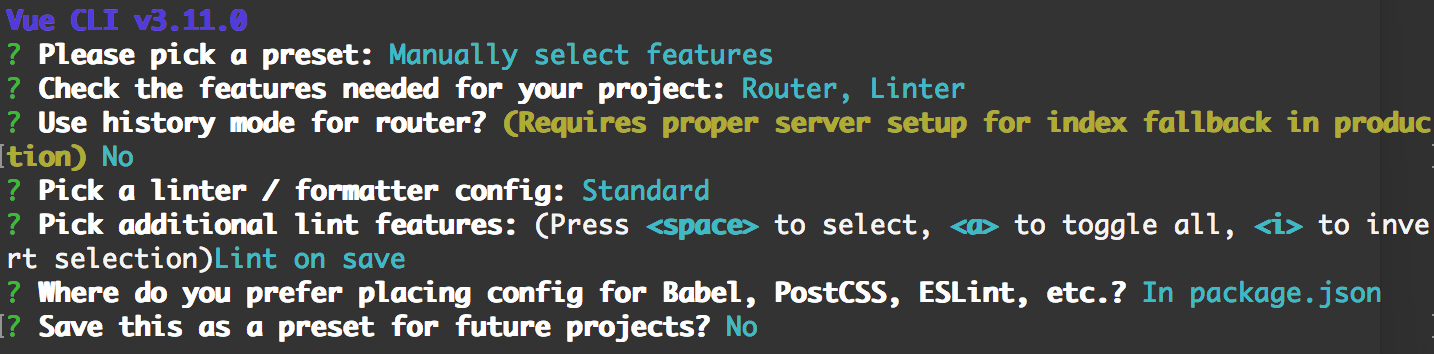 Vue CLI v3.11.0
? Please pick a preset: Manually select features
? Check the features needed for your project: Router, Linter
? Use history mode for router? (Requires proper server setup for index fallback in produc
tion) No
? Pick a linter / formatter config: Standard
? Pick additional lint features: (Press <space> to select, <a> to toggle all, <i> to inve
rt selection)Lint on save
? Where do you prefer placing config for Babel, PostCSS, ESLint, etc.? In package.json
? Save this as a preset for future projects? No